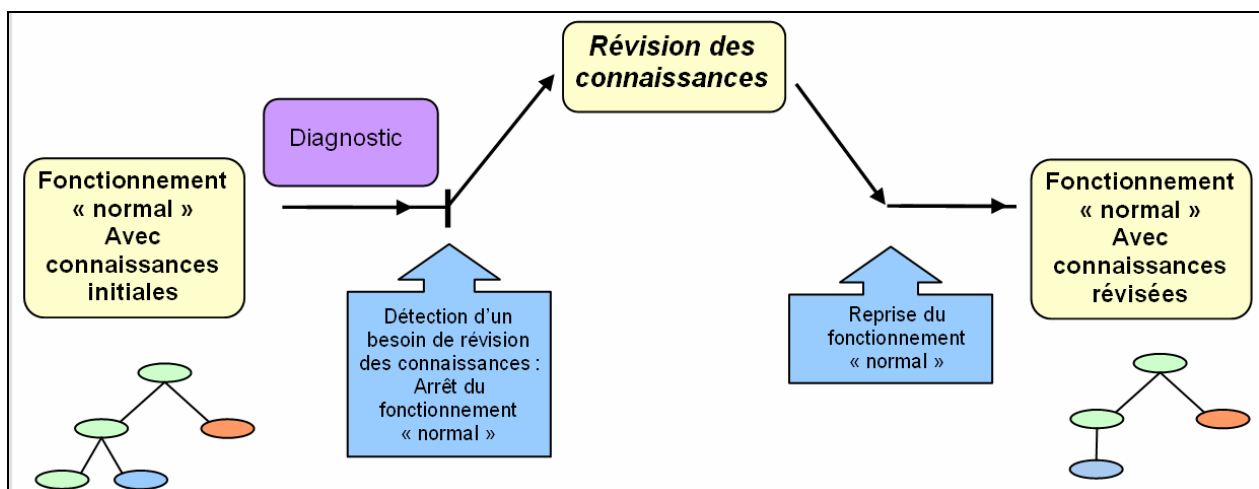 Révision des
connaissances
Diagnostic
Fonctionnement
« normal »
Avec
connaissances
initiales
Détection d'un
besoin de révision
des connaissances :
Arrêt du
fonctionnement
« normal »
Reprise du
fonctionnement
« normal »
Fonctionnement
« normal »
Avec
connaissances
révisées